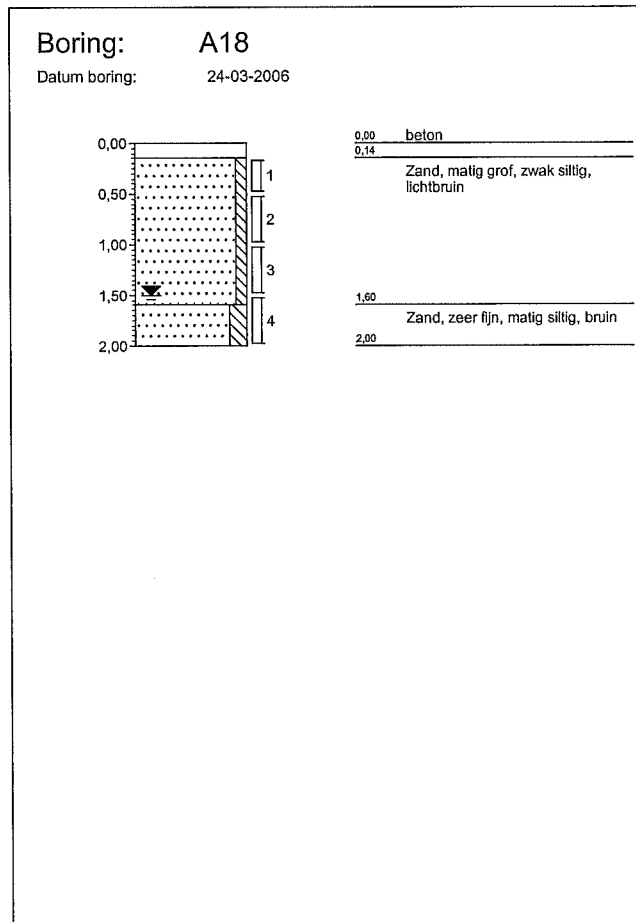 Boring: A18
Datum boring: 24-03-2006
0,00
0,50
1,00
1,50
2,00
1
2
3
4
0,00 beton
0,14
Zand, matig grof, zwak siltig,
lichtbruin
1,60
Zand, zeer fijn, matig siltig, bruin
2,00